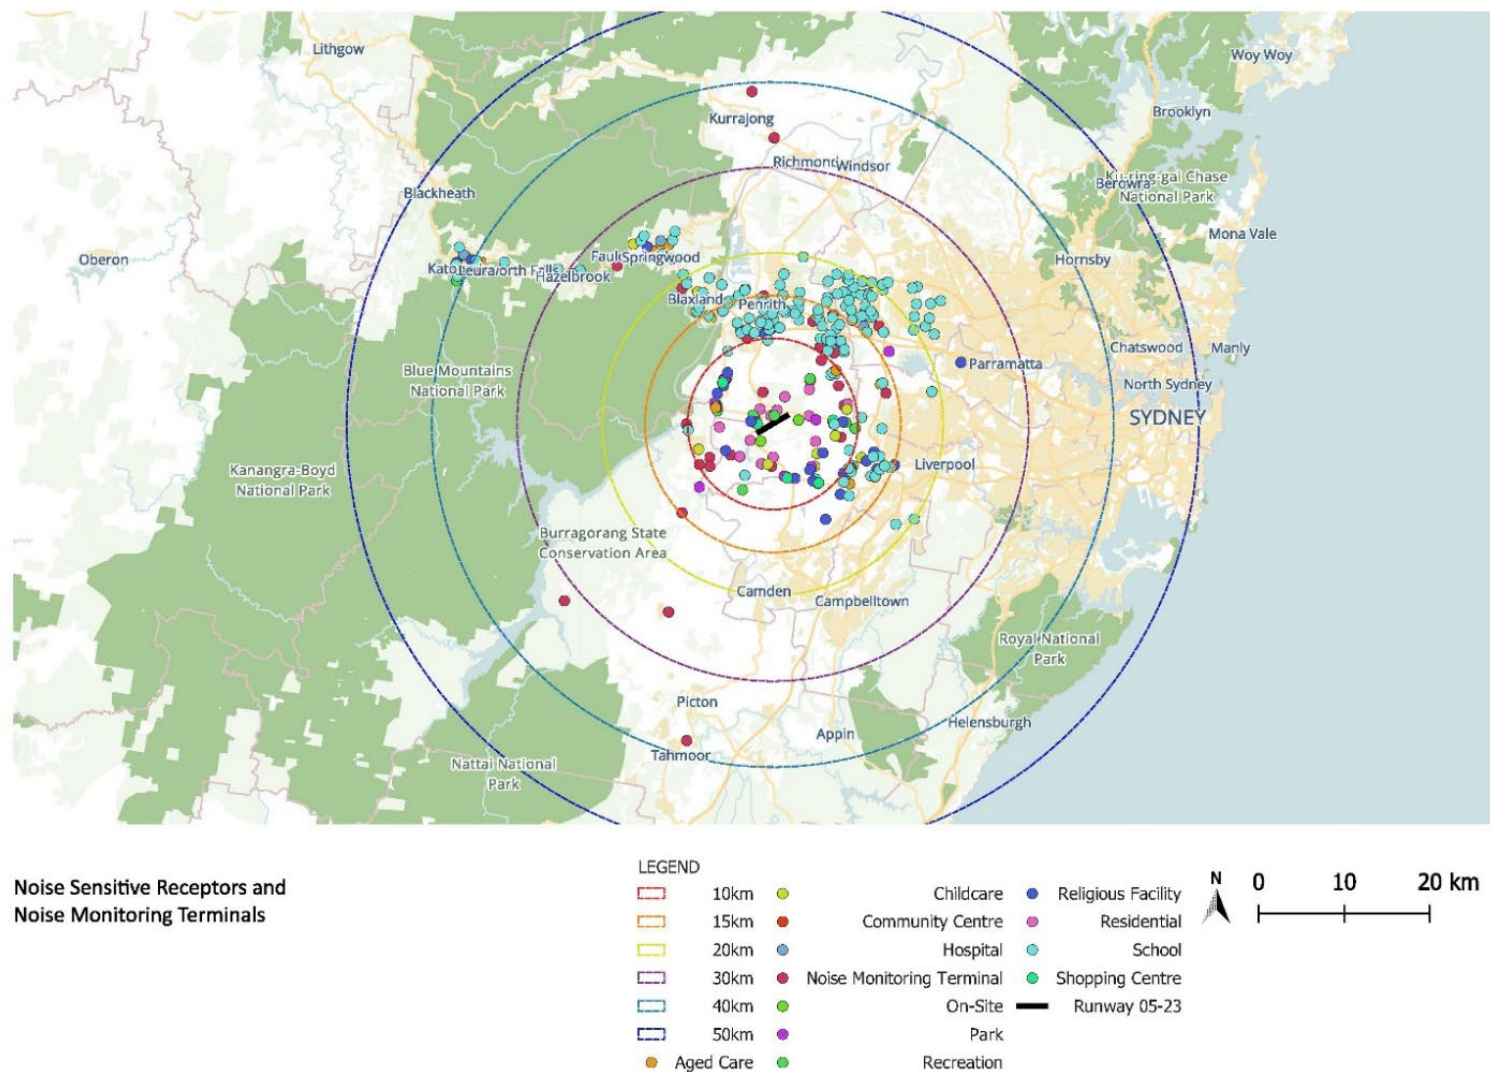 Lithgow
Woy Woy
Kurrajong
Brooklyn
Richmond
Windsor
Blackheath
Berowra
Ku-ring-gai Chase
National Park
Mona Vale
Oberon
Hornsby
Springwood
Leura
Hazelbrook
Blaxland
Penrith
Parramatta
Chatswood
Manly
Blue Mountains
National Park
North Sydney
SYDNEY
Kanangra-Boyd
National Park
Liverpool
Burragorang State
Conservation Area
Camden
Campbelltown
Royal National
Park
Picton
Helensburgh
Appin
Tahmoor
Nattai National
Park
Noise Sensitive Receptors and
Noise Monitoring Terminals
LEGEND
10km
15km
20km
30km
40km
50km
Aged Care
Childcare
Community Centre
Hospital
Noise Monitoring Terminal
On-Site
Park
Recreation
Religious Facility
Residential
School
Shopping Centre
Runway 05-23
N
0 10 20 km